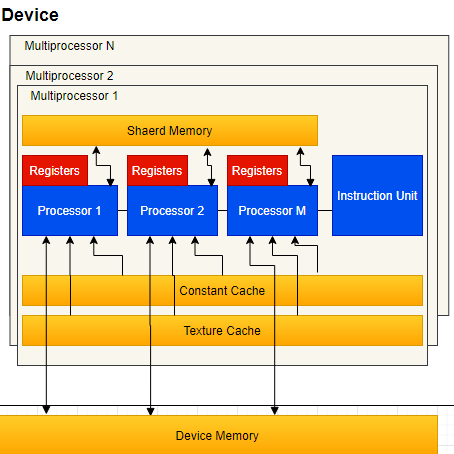 Device
Multiprocessor N
Multiprocessor 2
Multiprocessor 1
Shaerd Memory
Registers
Registers
Registers
Processor 1
Processor 2
Processor M
Instruction Unit
Constant Cache
Texture Cache
Device Memory